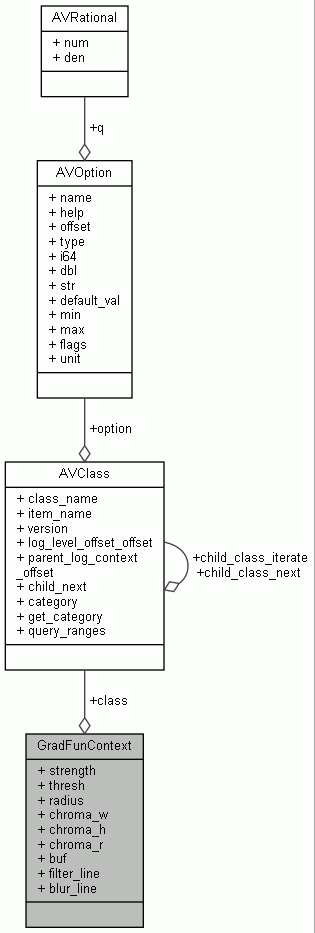 AVRational
+ num
+ den
+q
AVOption
+ name
+ help
+ offset
+ type
+ i64
+ dbl
+ str
+ default_val
+ min
+ max
+ flags
+ unit
+option
AVClass
+ class_name
+ item_name
+ version
+ log_level_offset_offset
+ parent_log_context
_offset
+ child_next
+ category
+ get_category
+ query_ranges
+child_class_iterate
+child_class_next
+class
GradFunContext
+ strength
+ thresh
+ radius
+ chroma_w
+ chroma_h
+ chroma_r
+ buf
+ filter_line
+ blur_line